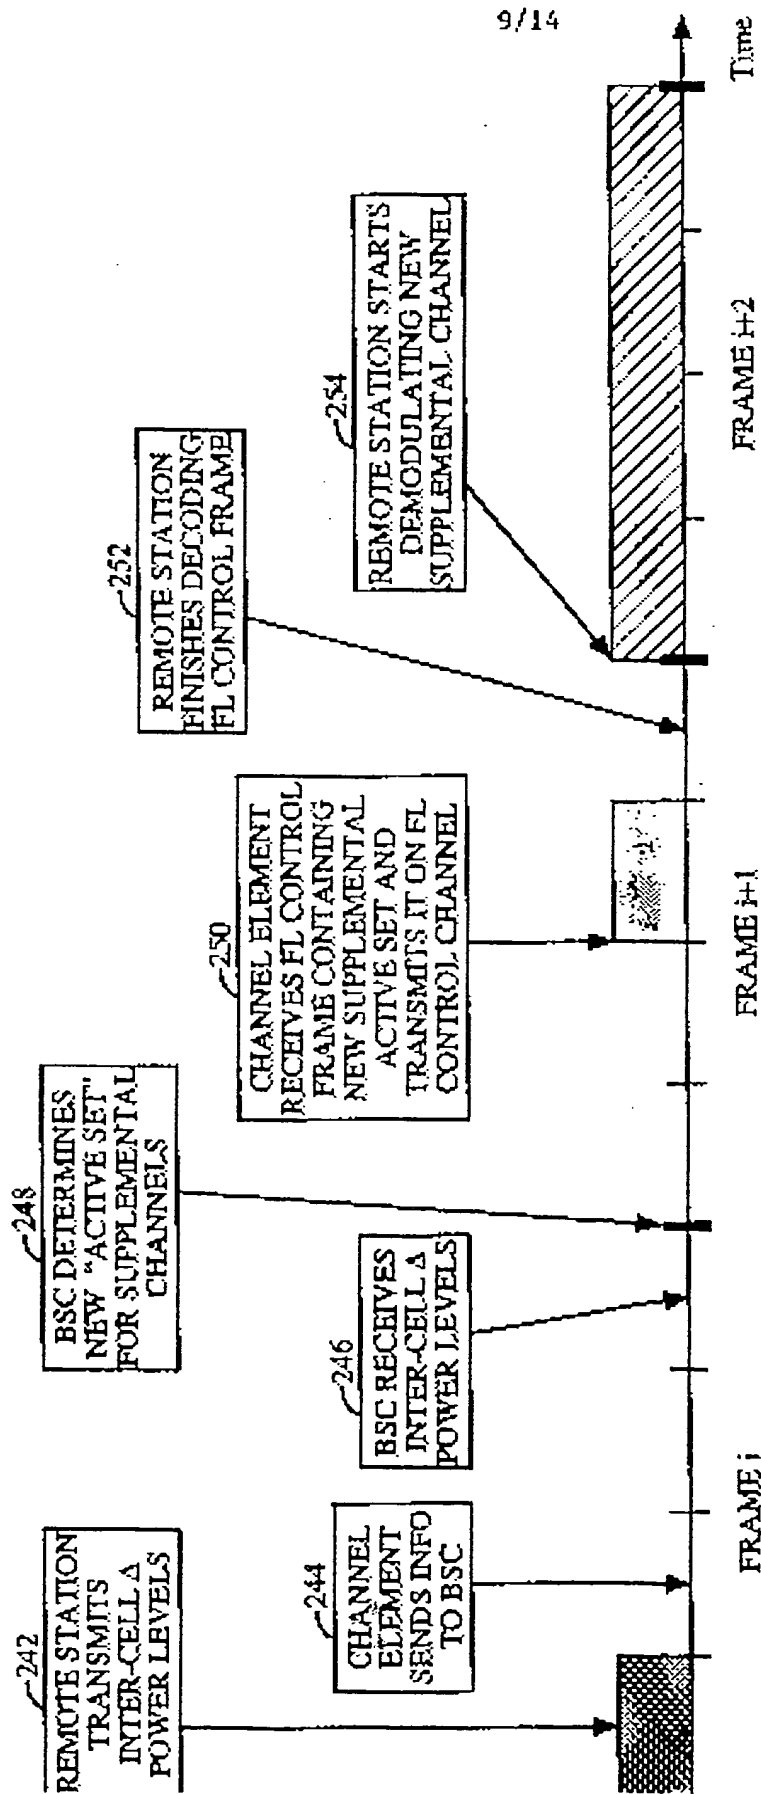 9/14
242
REMOTE STATION
TRANSMITS
INTER-CELL Δ
POWER LEVELS
244
CHANNEL
ELEMENT
SENDS INFO
TO BSC
246
BSC RECEIVES
INTER-CELL Δ
POWER LEVELS
248
BSC DETERMINES
NEW "ACTIVE SET"
FOR SUPPLEMENTAL
CHANNELS
250
CHANNEL ELEMENT
RECEIVES FL CONTROL
FRAME CONTAINING
NEW SUPPLEMENTAL
ACTIVE SET AND
TRANSMITS IT ON FL
CONTROL CHANNEL
252
REMOTE STATION
FINISHES DECODING
FL CONTROL FRAME
254
REMOTE STATION STARTS
DEMODULATING NEW
SUPPLEMENTAL CHANNEL
FRAME i
FRAME i+1
FRAME i+2
Time